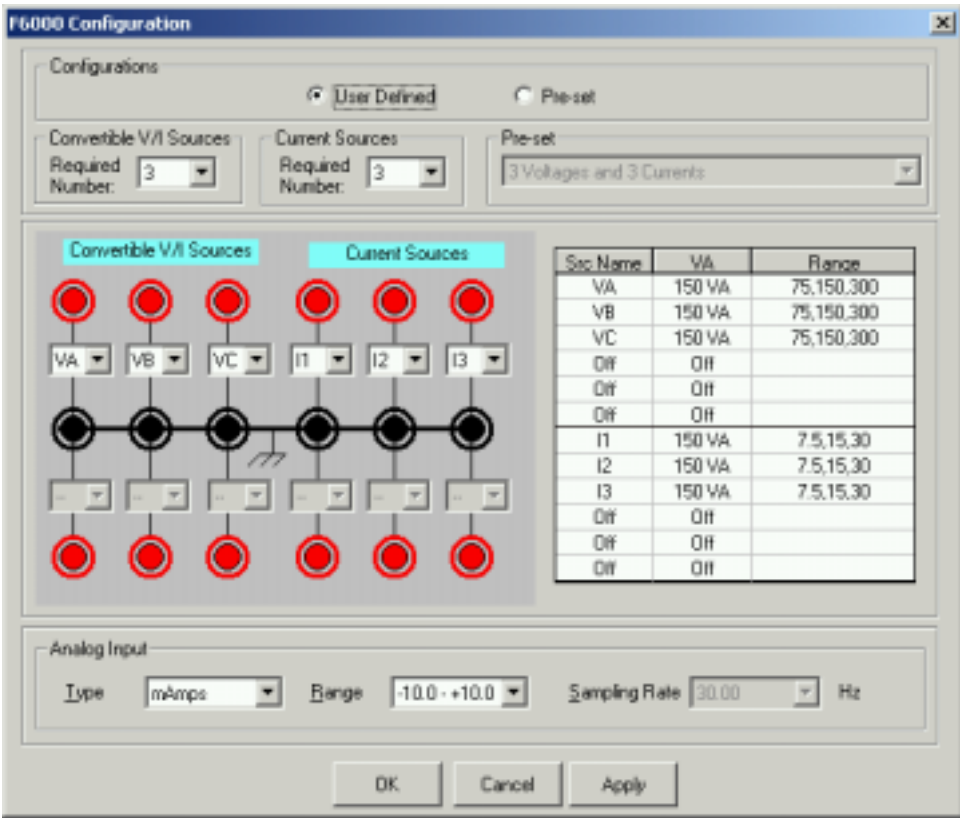 F6000 Configuration
Configurations
User Defined
Pre-set
Convertible V/I Sources
Required Number: 3
Current Sources
Required Number: 3
Pre-set
3 Voltages and 3 Currents
Convertible V/I Sources
Current Sources
VA VB VC I1 I2 I3
-- -- -- -- -- --
Src Name VA Range
VA 150 VA 75,150,300
VB 150 VA 75,150,300
VC 150 VA 75,150,300
Off Off
Off Off
Off Off
I1 150 VA 7.5,15,30
I2 150 VA 7.5,15,30
I3 150 VA 7.5,15,30
Off Off
Off Off
Off Off
Analog Input
Type mAmps Range -10.0 - +10.0 Sampling Rate 30.00 Hz
OK Cancel Apply